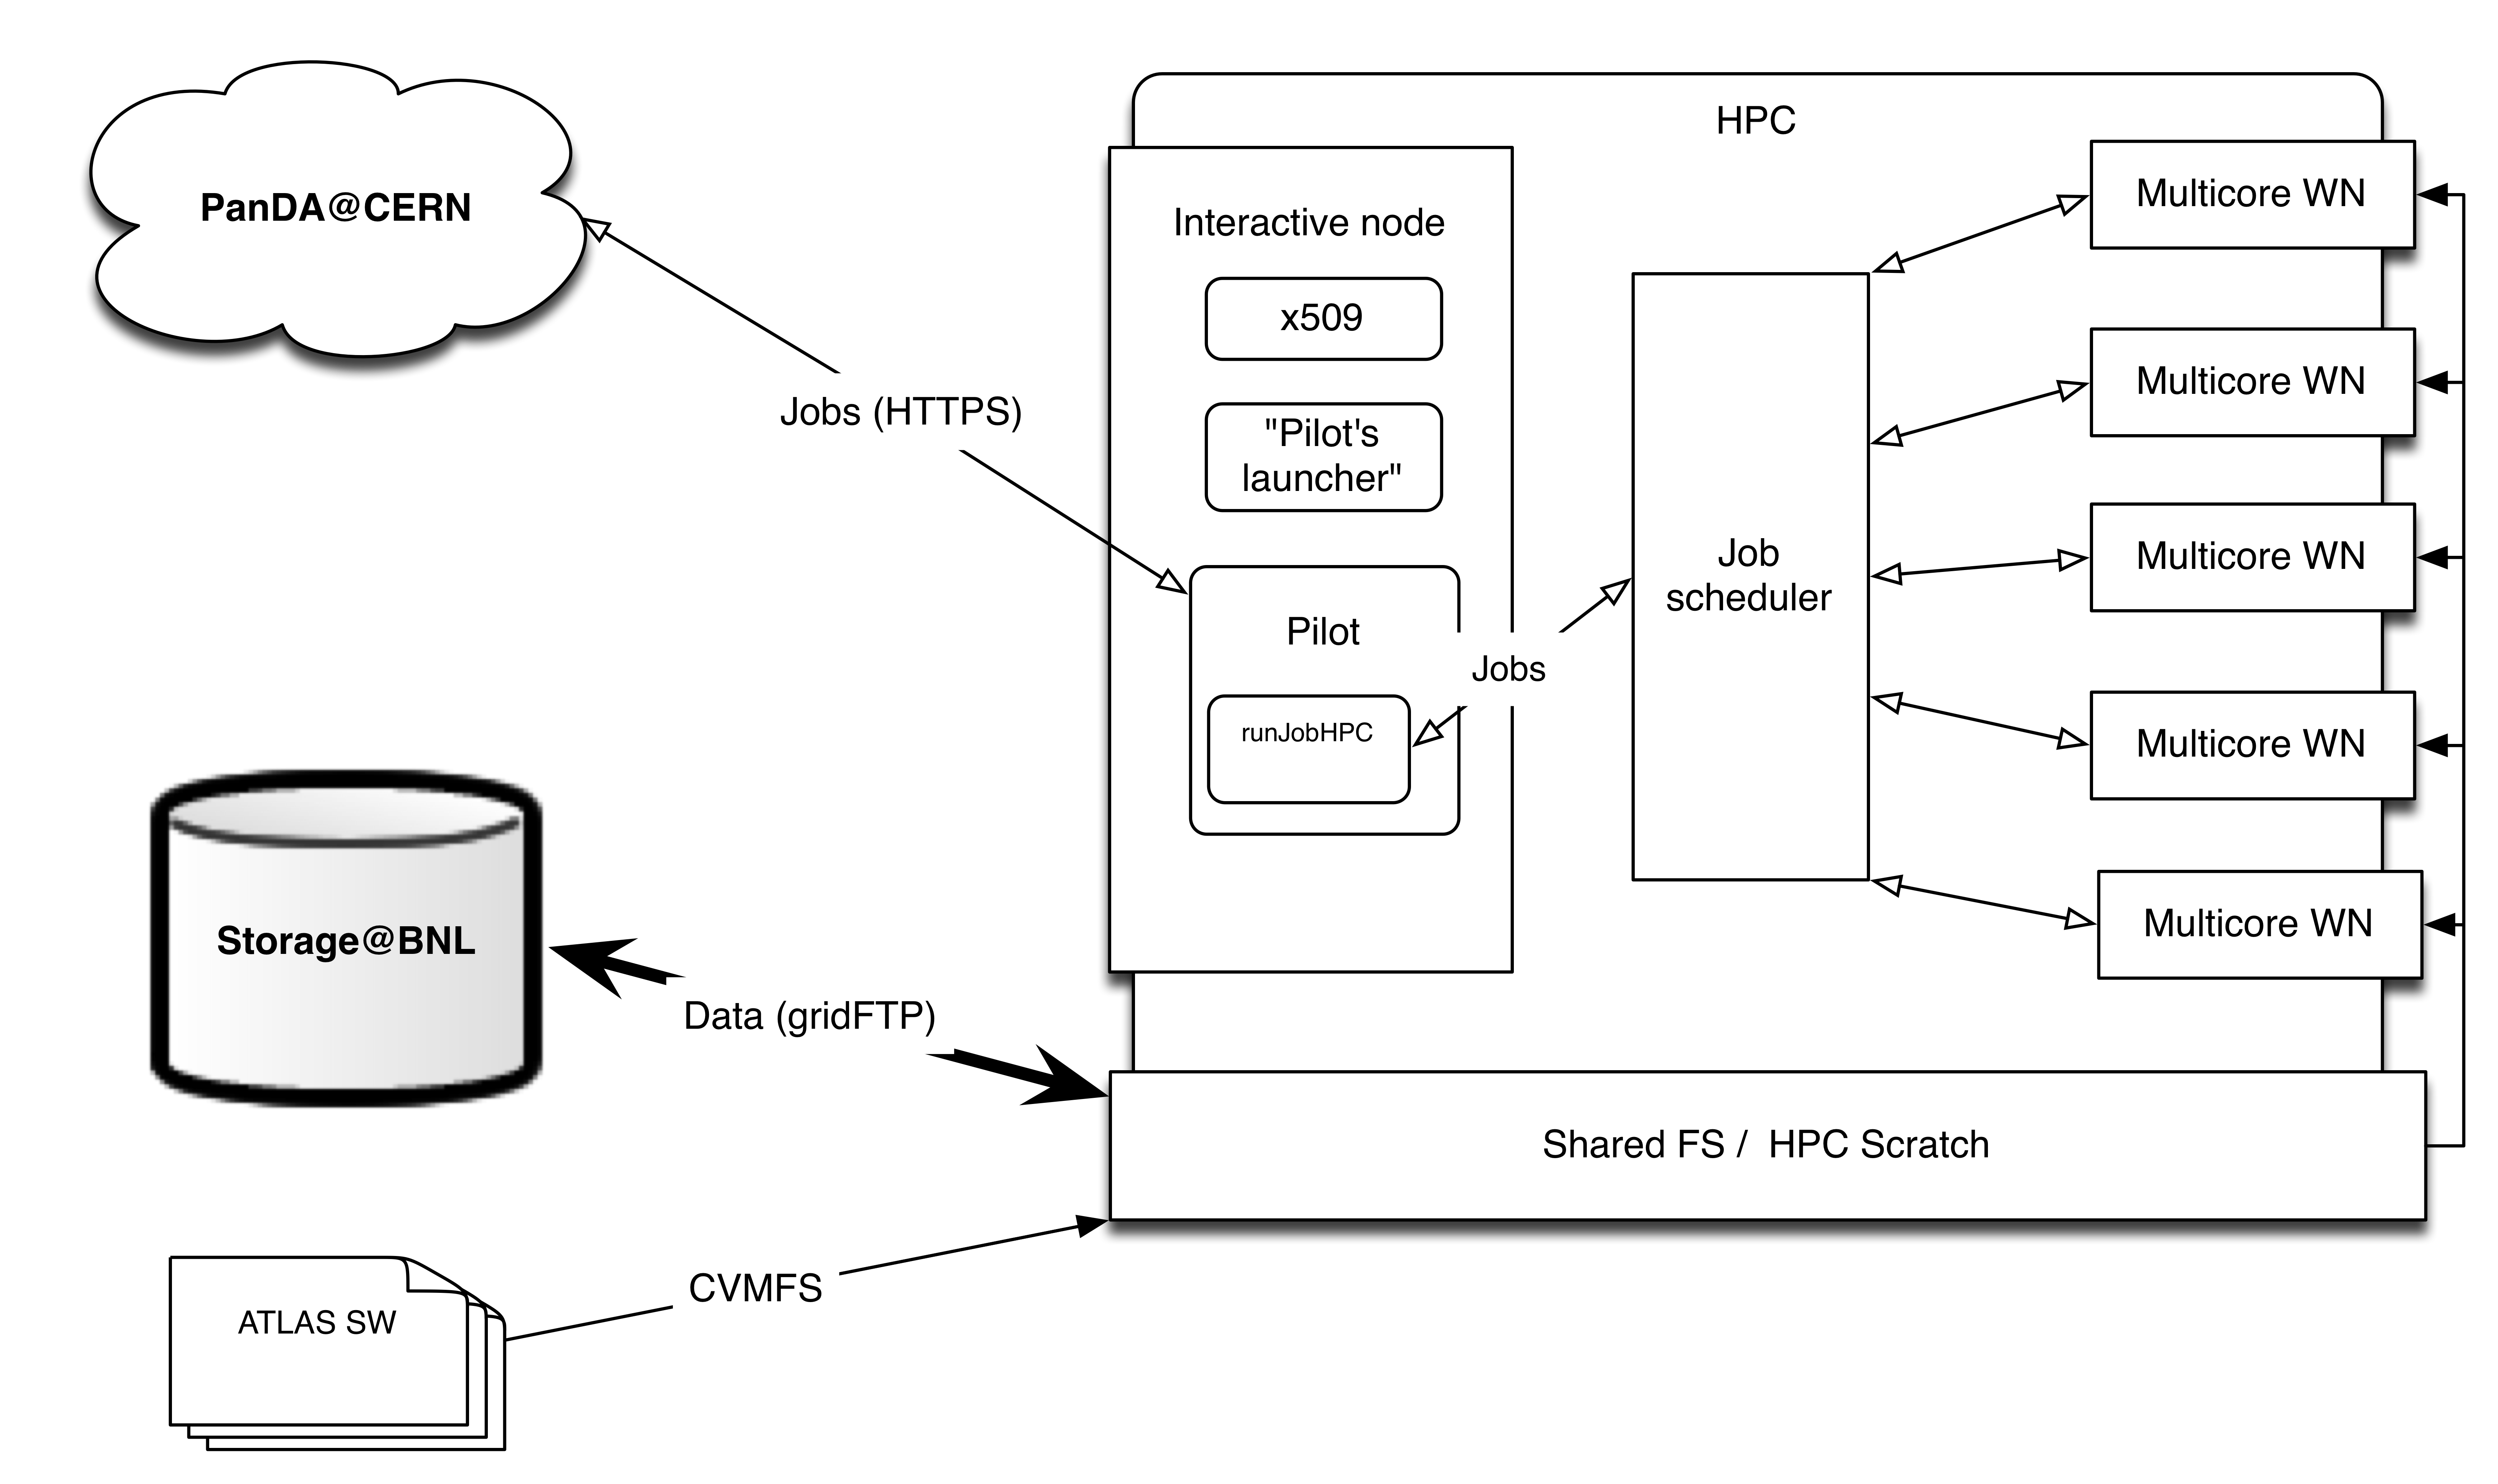 HPC
PanDA@CERN
Interactive node
x509
"Pilot's
launcher"
Jobs (HTTPS)
Pilot
runJobHPC
Jobs
Job
scheduler
Multicore WN
Multicore WN
Multicore WN
Multicore WN
Multicore WN
Storage@BNL
Data (gridFTP)
Shared FS / HPC Scratch
CVMFS
ATLAS SW